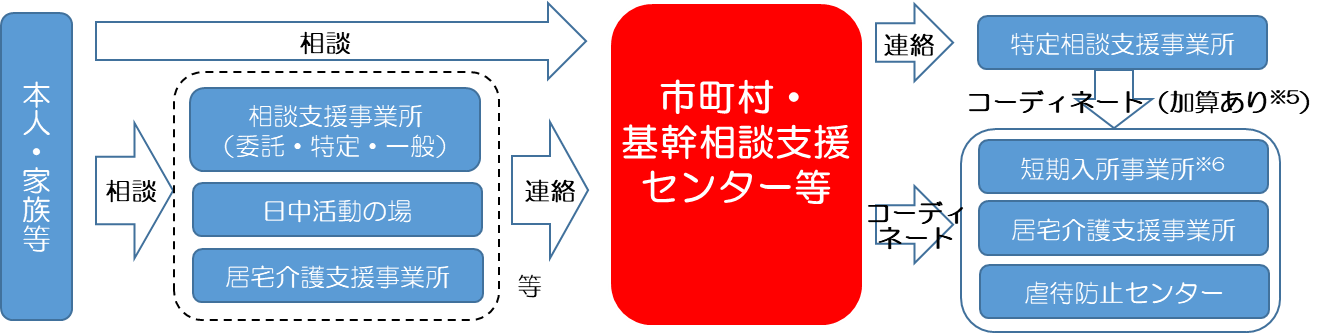 本人・家族等
相談
相談
相談支援事業所
（委託・特定・一般）
日中活動の場
居宅介護支援事業所
連絡
等
市町村・
基幹相談支援
センター等
連絡
特定相談支援事業所
コーディネート（加算あり※5）
コーディ
ネート
短期入所事業所※6
居宅介護支援事業所
虐待防止センター